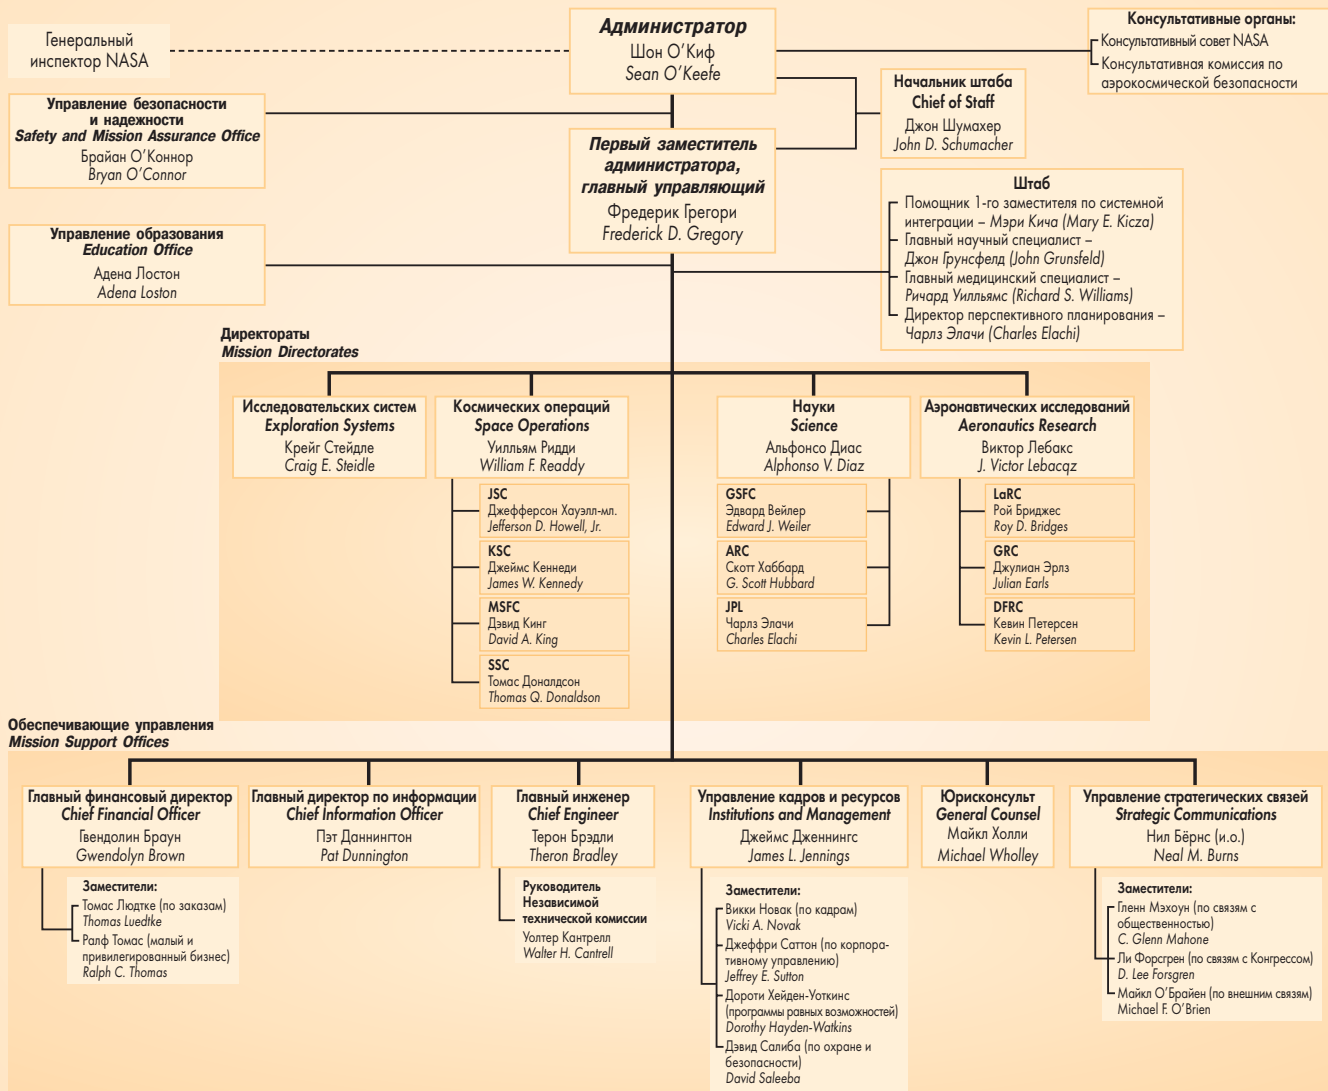 Генеральный
инспектор NASA
Администратор
Шон О'Киф
Sean O'Keefe
Консультативные органы:
Консультативный совет NASA
Консультативная комиссия по
аэрокосмической безопасности
Управление безопасности
и надежности
Safety and Mission Assurance Office
Брайан О'Коннор
Bryan O'Connor
Начальник штаба
Chief of Staff
Джон Шумахер
John D. Schumacher
Первый заместитель
администратора,
главный управляющий
Фредерик Грегори
Frederick D. Gregory
Штаб
Помощник 1-го заместителя по системной
интеграции – Мэри Кича (Mary E. Kicza)
Главный научный специалист –
Джон Грунсфелд (John Grunsfeld)
Главный медицинский специалист –
Ричард Уилльямс (Richard S. Williams)
Директор перспективного планирования –
Чарлз Элачи (Charles Elachi)
Управление образования
Education Office
Адена Лостон
Adena Loston
Директораты
Mission Directorates
Исследовательских систем
Exploration Systems
Крейг Стейдле
Craig E. Steidle
Космических операций
Space Operations
Уилльям Ридди
William F. Readdy
JSC
Джефферсон Хауэлл-мл.
Jefferson D. Howell, Jr.
KSC
Джеймс Кеннеди
James W. Kennedy
MSFC
Дэвид Кинг
David A. King
SSC
Томас Доналдсон
Thomas Q. Donaldson
Науки
Science
Альфонсо Диас
Alphonso V. Diaz
GSFC
Эдвард Вейлер
Edward J. Weiler
ARC
Скотт Хаббард
G. Scott Hubbard
JPL
Чарлз Элачи
Charles Elachi
Аэронавтических исследований
Aeronautics Research
Виктор Лебакс
J. Victor Lebacqz
LaRC
Рой Бриджес
Roy D. Bridges
GRC
Джулиан Эрлз
Julian Earls
DFRC
Кевин Петерсен
Kevin L. Petersen
Обеспечивающие управления
Mission Support Offices
Главный финансовый директор
Chief Financial Officer
Гвендолин Браун
Gwendolyn Brown
Заместители:
Томас Людтке (по заказам)
Thomas Luedtke
Ралф Томас (малый и
привилегированный бизнес)
Ralph C. Thomas
Главный директор по информации
Chief Information Officer
Пэт Даннингтон
Pat Dunnington
Главный инженер
Chief Engineer
Терон Брэдли
Theron Bradley
Руководитель
Независимой
технической комиссии
Уолтер Кантрелл
Walter H. Cantrell
Управление кадров и ресурсов
Institutions and Management
Джеймс Дженнингс
James L. Jennings
Заместители:
Викки Новак (по кадрам)
Vicki A. Novak
Джеффри Саттон (по корпора-
тивному управлению)
Jeffrey E. Sutton
Дороти Хейден-Уоткинс
(программы равных возможностей)
Dorothy Hayden-Watkins
Дэвид Салиба (по охране и
безопасности)
David Saleeba
Юрисконсульт
General Counsel
Майкл Холли
Michael Wholley
Управление стратегических связей
Strategic Communications
Нил Бёрнс (и.о.)
Neal M. Burns
Заместители:
Гленн Мэхоун (по связям с
общественностью)
C. Glenn Mahone
Ли Форсгрен (по связям с Конгрессом)
D. Lee Forsgren
Майкл О'Брайен (по внешним связям)
Michael F. O'Brien